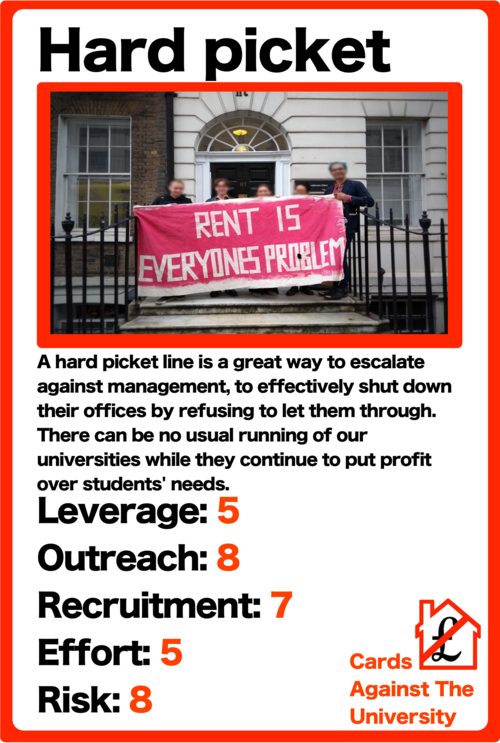 Hard picket
RENT IS
EVERYONES PROBLEM
A hard picket line is a great way to escalate
against management, to effectively shut down
their offices by refusing to let them through.
There can be no usual running of our
universities while they continue to put profit
over students' needs.
Leverage: 5
Outreach: 8
Recruitment: 7
Effort: 5
Risk: 8
£
Cards
Against The
University